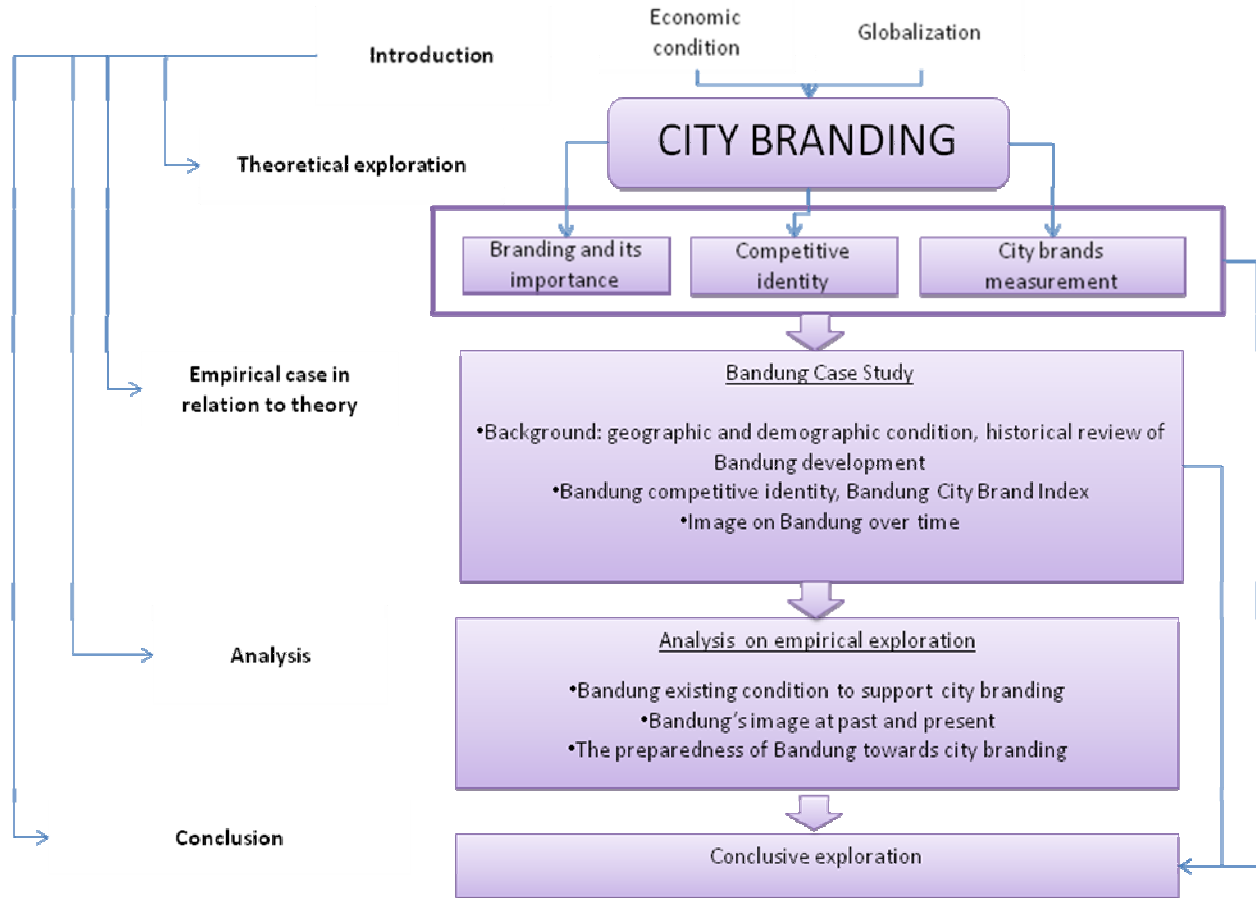 Economic
condition
Globalization
Introduction
CITY BRANDING
Theoretical exploration
Branding and its
importance
Competitive
identity
City brands
measurement
Empirical case in
relation to theory
Bandung Case Study
•Background: geographic and demographic condition, historical review of
Bandung development
•Bandung competitive identity, Bandung City Brand Index
•Image on Bandung over time
Analysis
Analysis on empirical exploration
•Bandung existing condition to support city branding
•Bandung's image at past and present
•The preparedness of Bandung towards city branding
Conclusion
Conclusive exploration